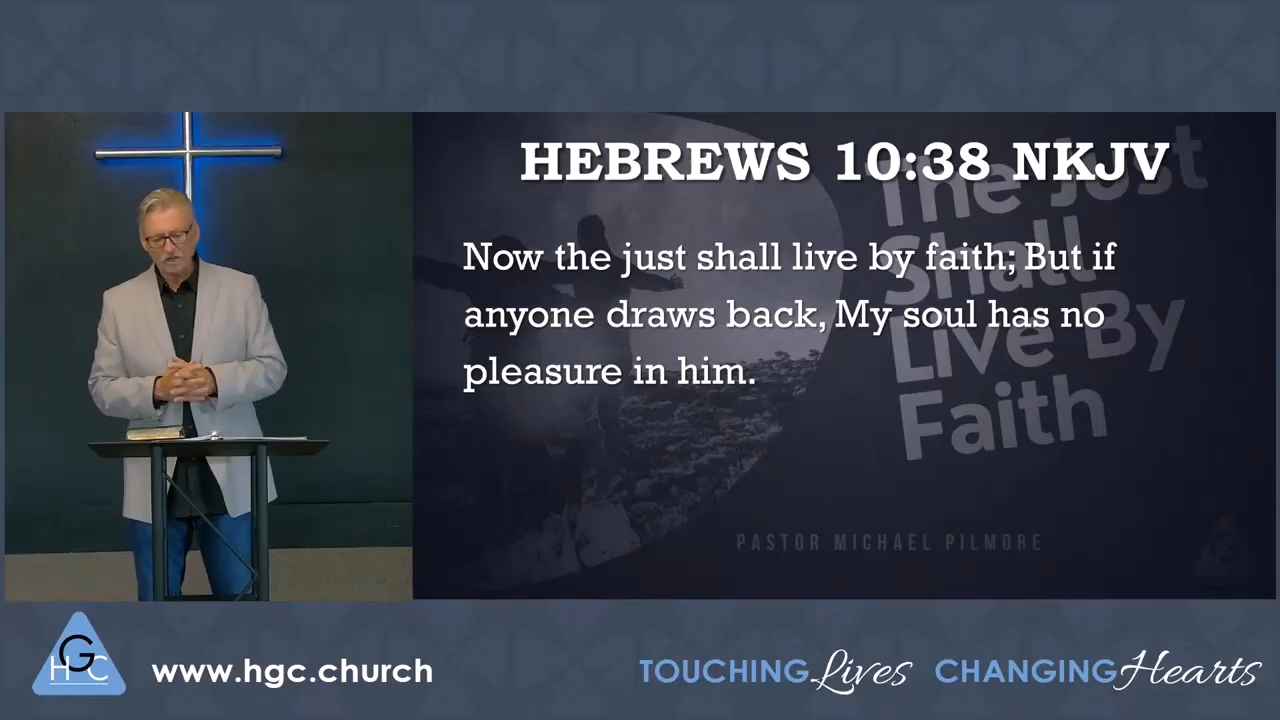 HEBREWS 10:38 NKJV
Now the just shall live by faith; But if
anyone draws back, My soul has no
pleasure in him.
The Just
Shall
Live By
Faith
PASTOR MICHAEL PILMORE
HGC
www.hgc.church
TOUCHING Lives CHANGING Hearts